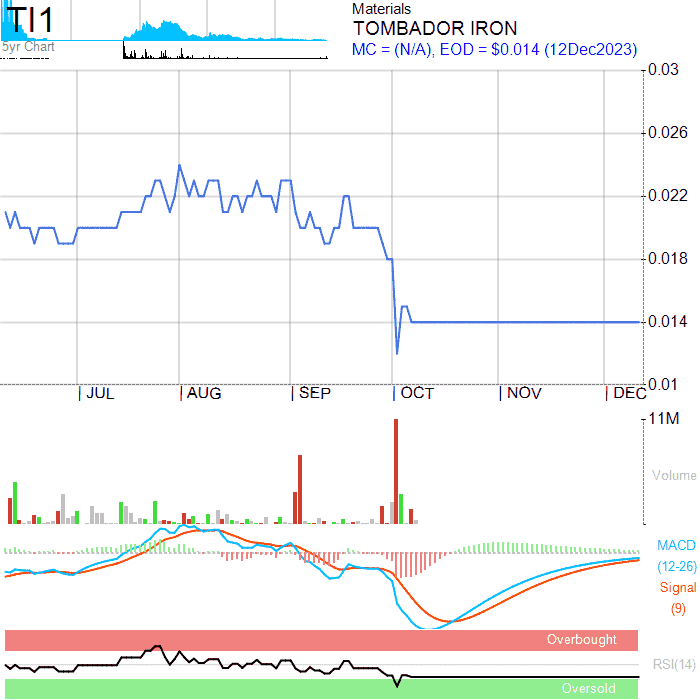 TI1
5yr Chart
Materials
TOMBADOR IRON
MC = (N/A), EOD = $0.014 (12Dec2023)
0.03
0.026
0.022
0.018
0.014
0.01
JUL AUG SEP OCT NOV DEC
11M
Volume
MACD
(12-26)
Signal
(9)
Overbought
RSI(14)
Oversold